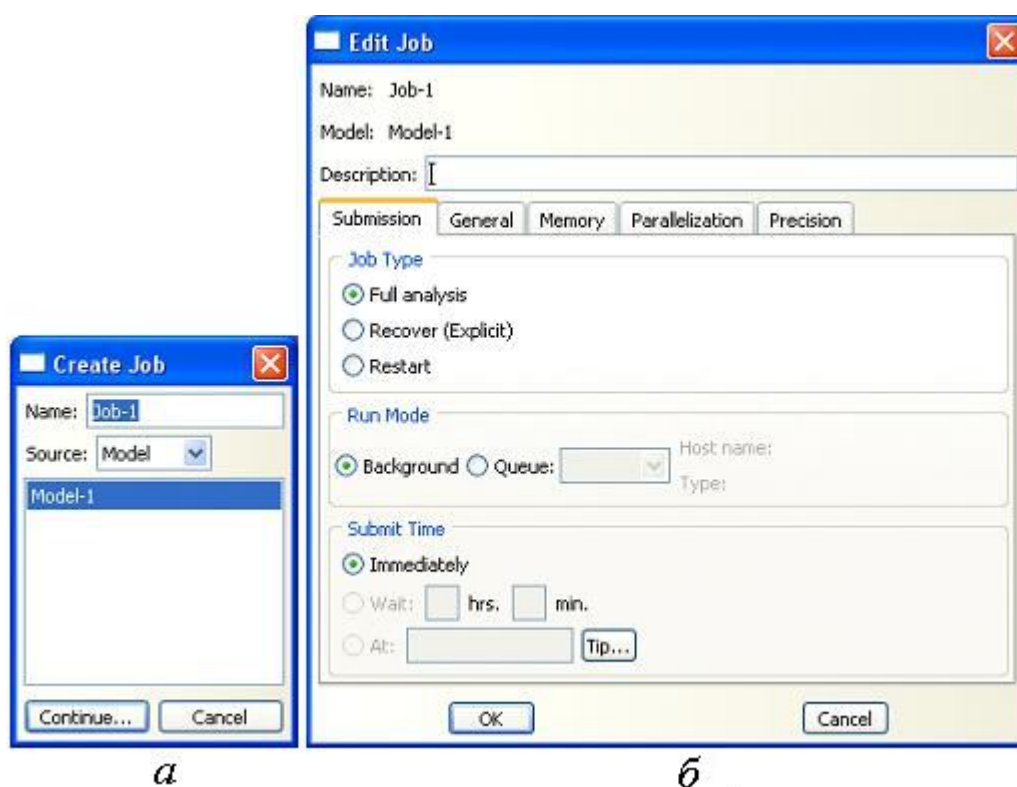 Create Job
Name: Job-1
Source: Model
Model-1
Continue... Cancel
а
Edit Job
Name: Job-1
Model: Model-1
Description:
Submission General Memory Parallelization Precision
Job Type
Full analysis
Recover (Explicit)
Restart
Run Mode
Background Queue: Host name:
Type:
Submit Time
Immediately
Wait: hrs. min.
At: Tip...
OK Cancel
б